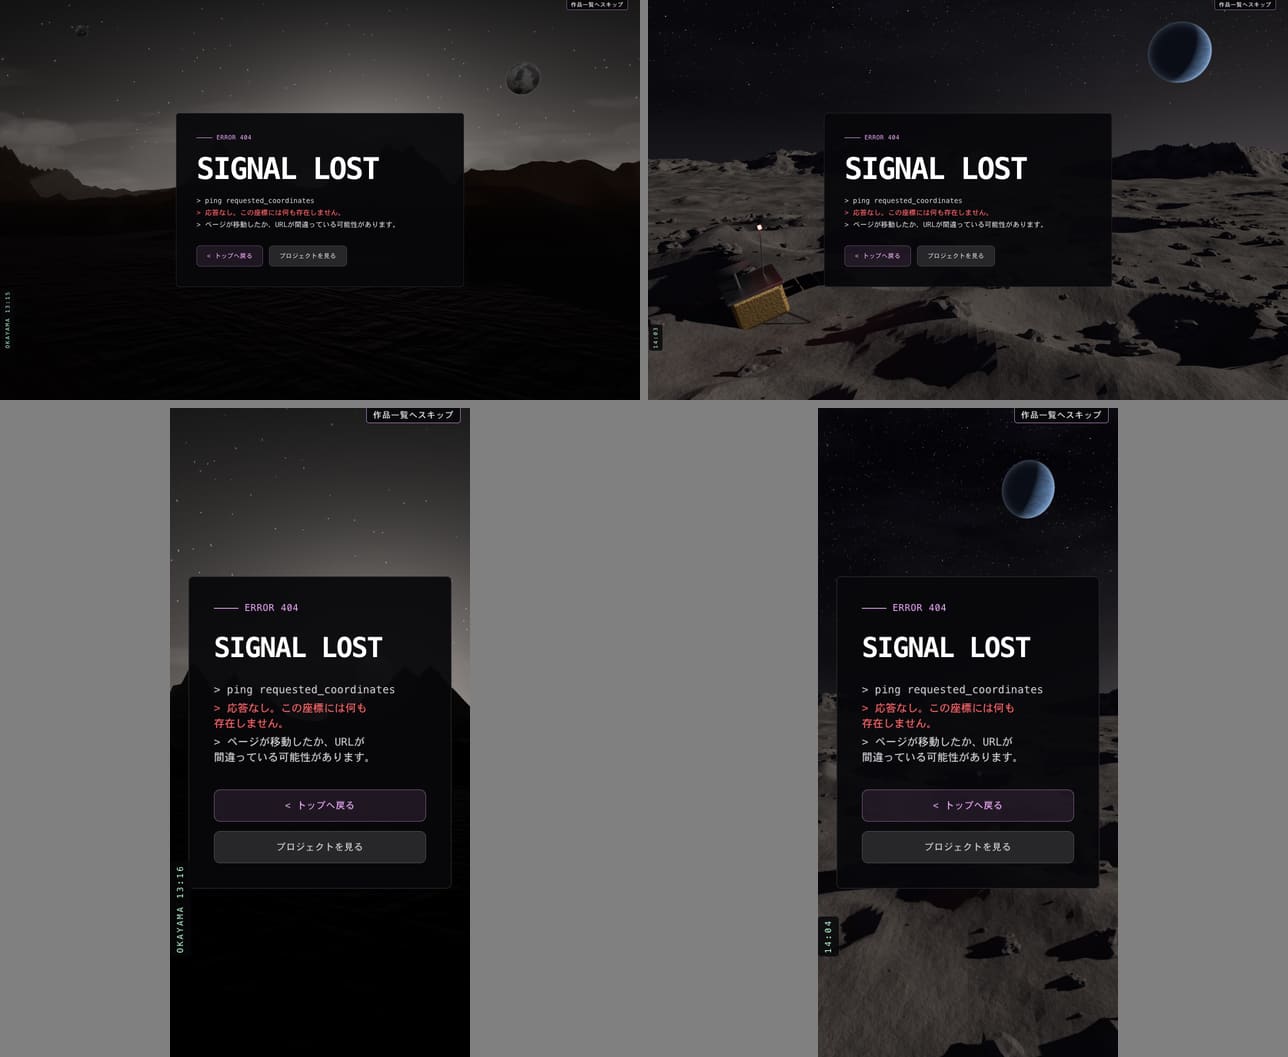 作品一覧へスキップ
ERROR 404
SIGNAL LOST
> ping requested_coordinates
> 応答なし。この座標には何も存在しません。
> ページが移動したか、URLが間違っている可能性があります。
< トップへ戻る
プロジェクトを見る
OKAYAMA 13:15
作品一覧へスキップ
ERROR 404
SIGNAL LOST
> ping requested_coordinates
> 応答なし。この座標には何も存在しません。
> ページが移動したか、URLが間違っている可能性があります。
< トップへ戻る
プロジェクトを見る
14:03
作品一覧へスキップ
ERROR 404
SIGNAL LOST
> ping requested_coordinates
> 応答なし。この座標には何も
存在しません。
> ページが移動したか、URLが
間違っている可能性があります。
< トップへ戻る
プロジェクトを見る
OKAYAMA 13:16
作品一覧へスキップ
ERROR 404
SIGNAL LOST
> ping requested_coordinates
> 応答なし。この座標には何も
存在しません。
> ページが移動したか、URLが
間違っている可能性があります。
< トップへ戻る
プロジェクトを見る
14:04